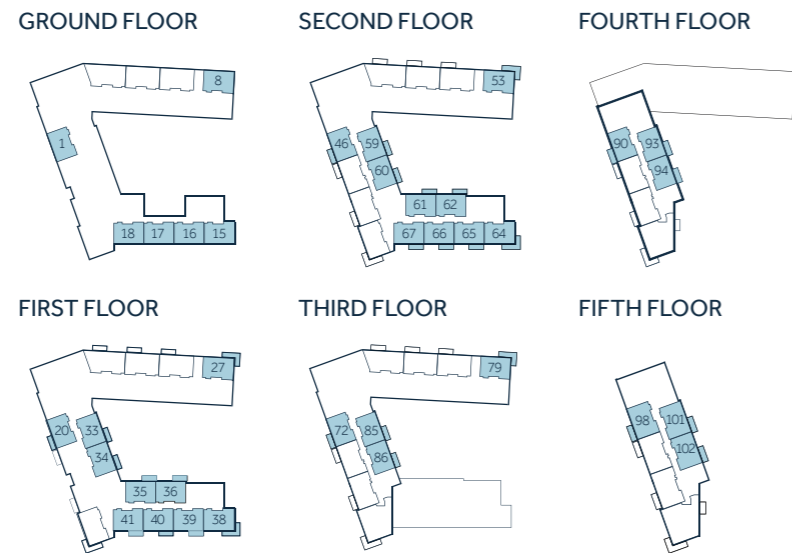 GROUND FLOOR
8
1
18 17 16 15
SECOND FLOOR
53
46 59
60
61 62
67 66 65 64
FOURTH FLOOR
90 93
94
FIRST FLOOR
27
20 33
34
35 36
41 40 39 38
THIRD FLOOR
79
72 85
86
FIFTH FLOOR
98 101
102